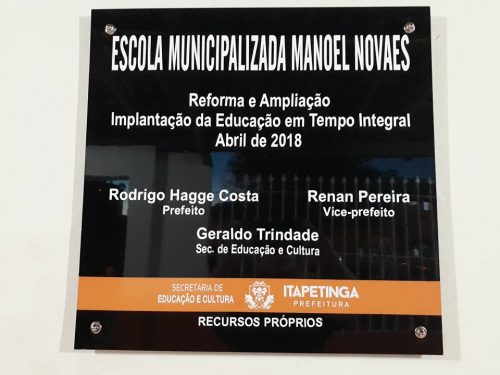 ESCOLA MUNICIPALIZADA MANOEL NOVAES
Reforma e Ampliação
Implantação da Educação em Tempo Integral
Abril de 2018
Rodrigo Hagge Costa
Prefeito
Renan Pereira
Vice-prefeito
Geraldo Trindade
Sec. de Educação e Cultura
SECRETARIA DE
EDUCAÇÃO E CULTURA
ITAPETINGA
PREFEITURA
RECURSOS PRÓPRIOS